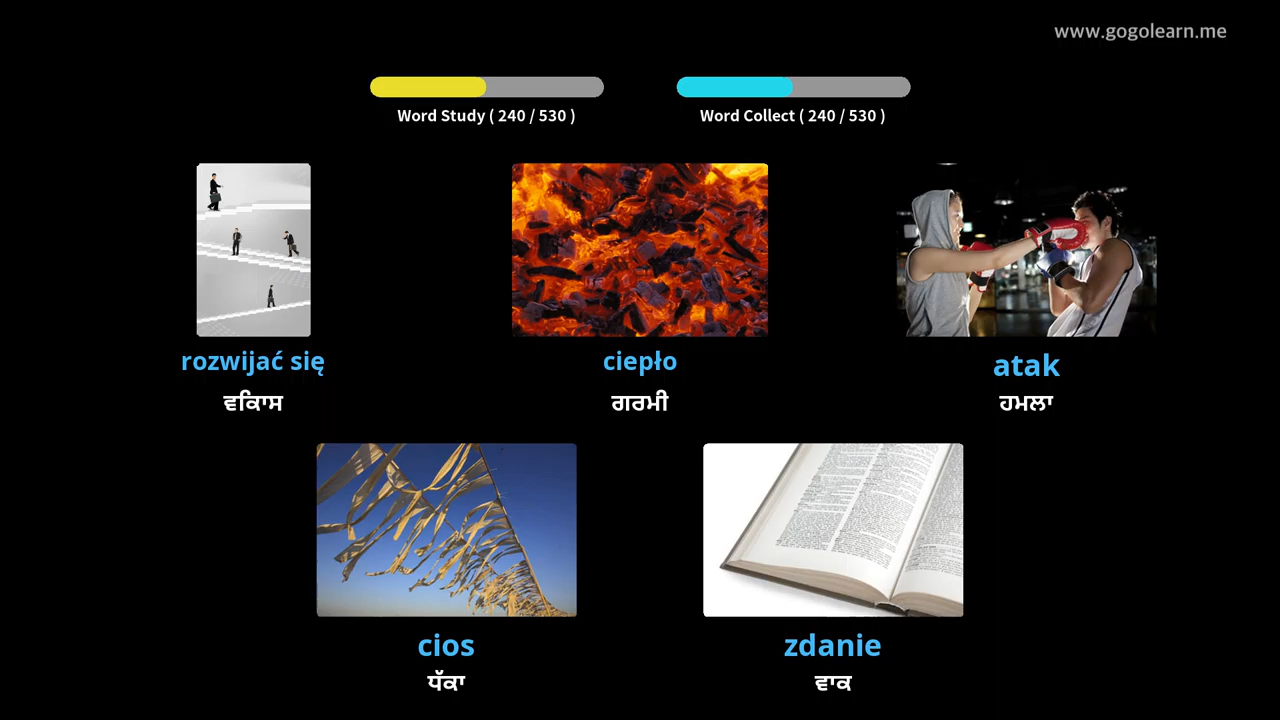 www.gogolearn.me
Word Study ( 240 / 530 )
Word Collect ( 240 / 530 )
rozwijać się
ਵਿਕਾਸ
ciepło
ਗਰਮੀ
atak
ਹਮਲਾ
cios
ਧੱਕਾ
zdanie
ਵਾਕ